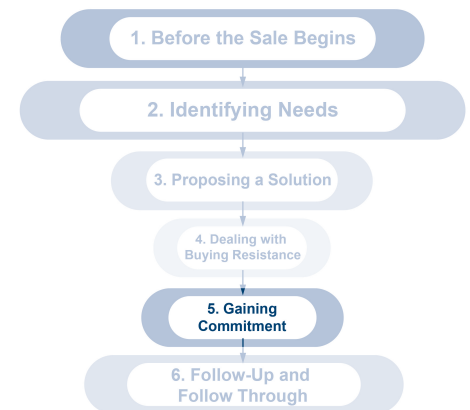 1. Before the Sale Begins
2. Identifying Needs
3. Proposing a Solution
4. Dealing with
Buying Resistance
5. Gaining
Commitment
6. Follow-Up and
Follow Through